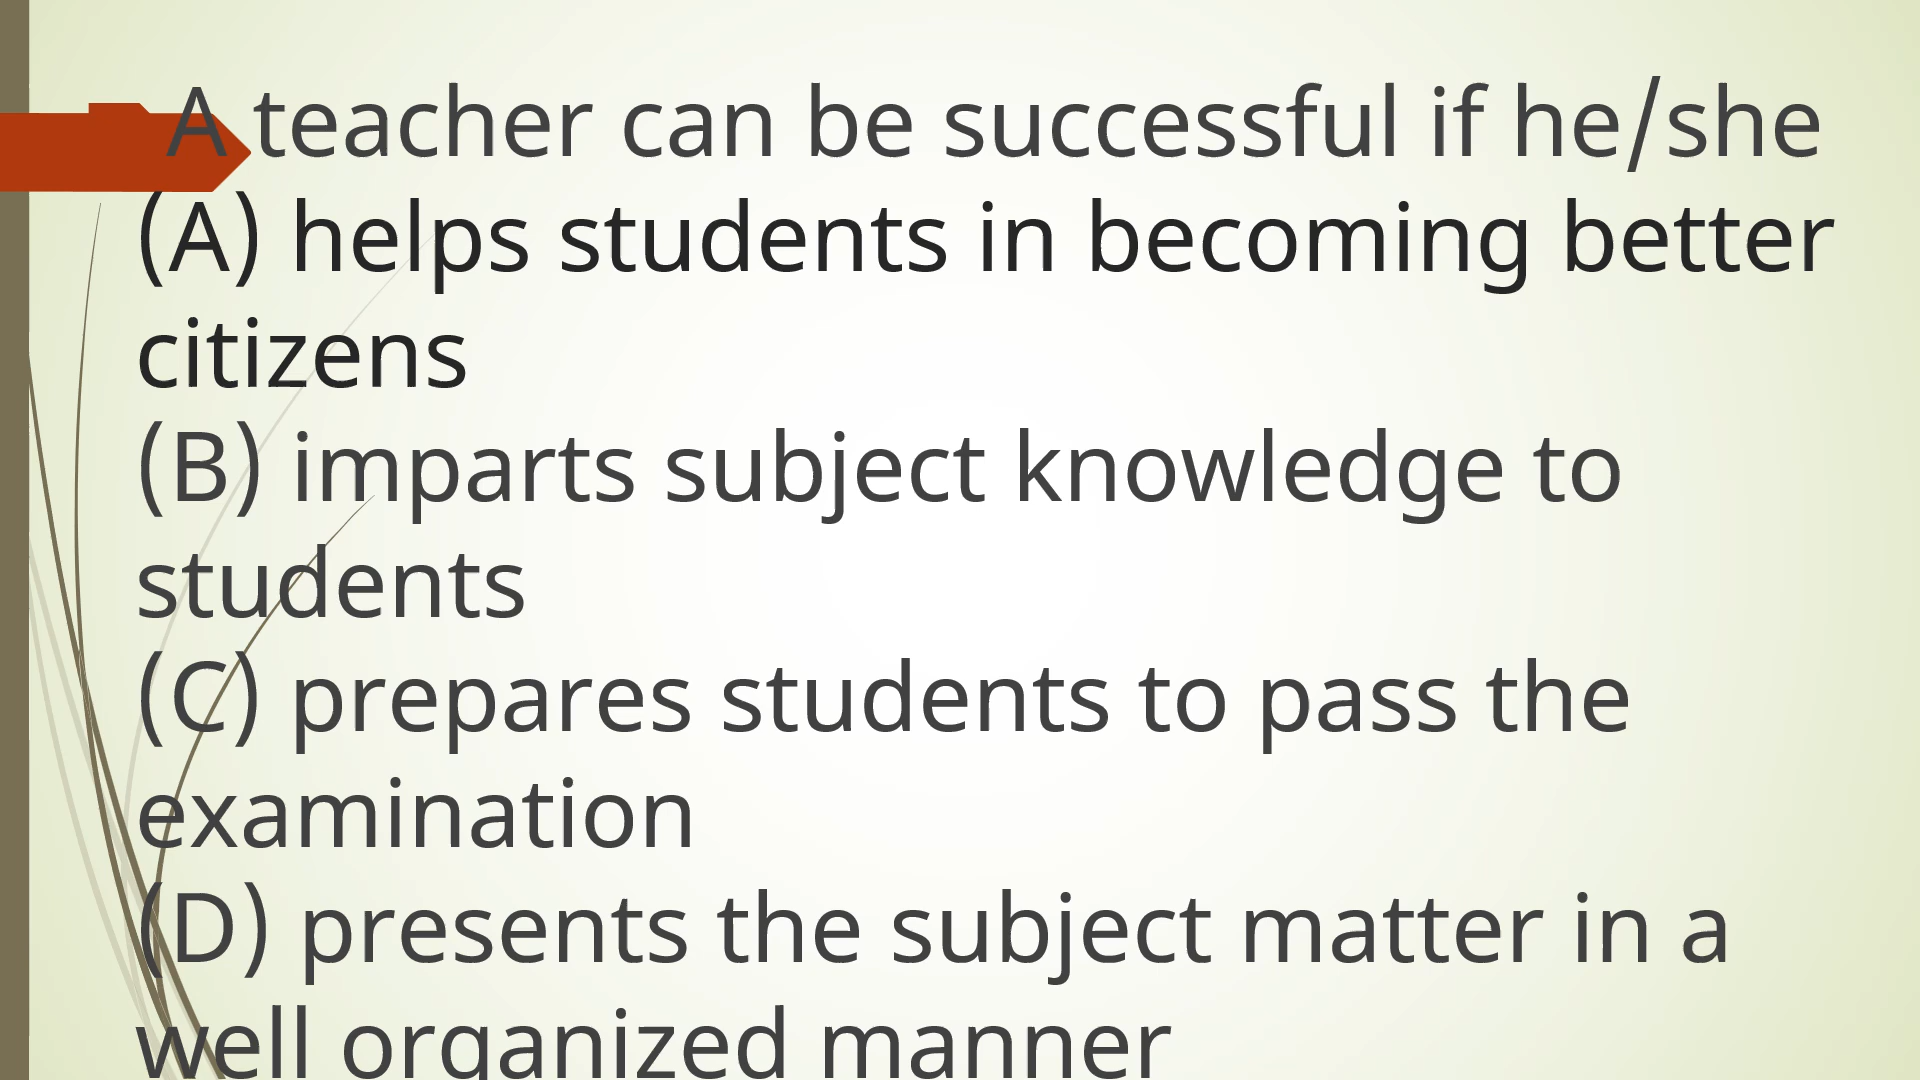 A teacher can be successful if he/she
(A) helps students in becoming better
citizens
(B) imparts subject knowledge to
students
(C) prepares students to pass the
examination
(D) presents the subject matter in a
well organized manner